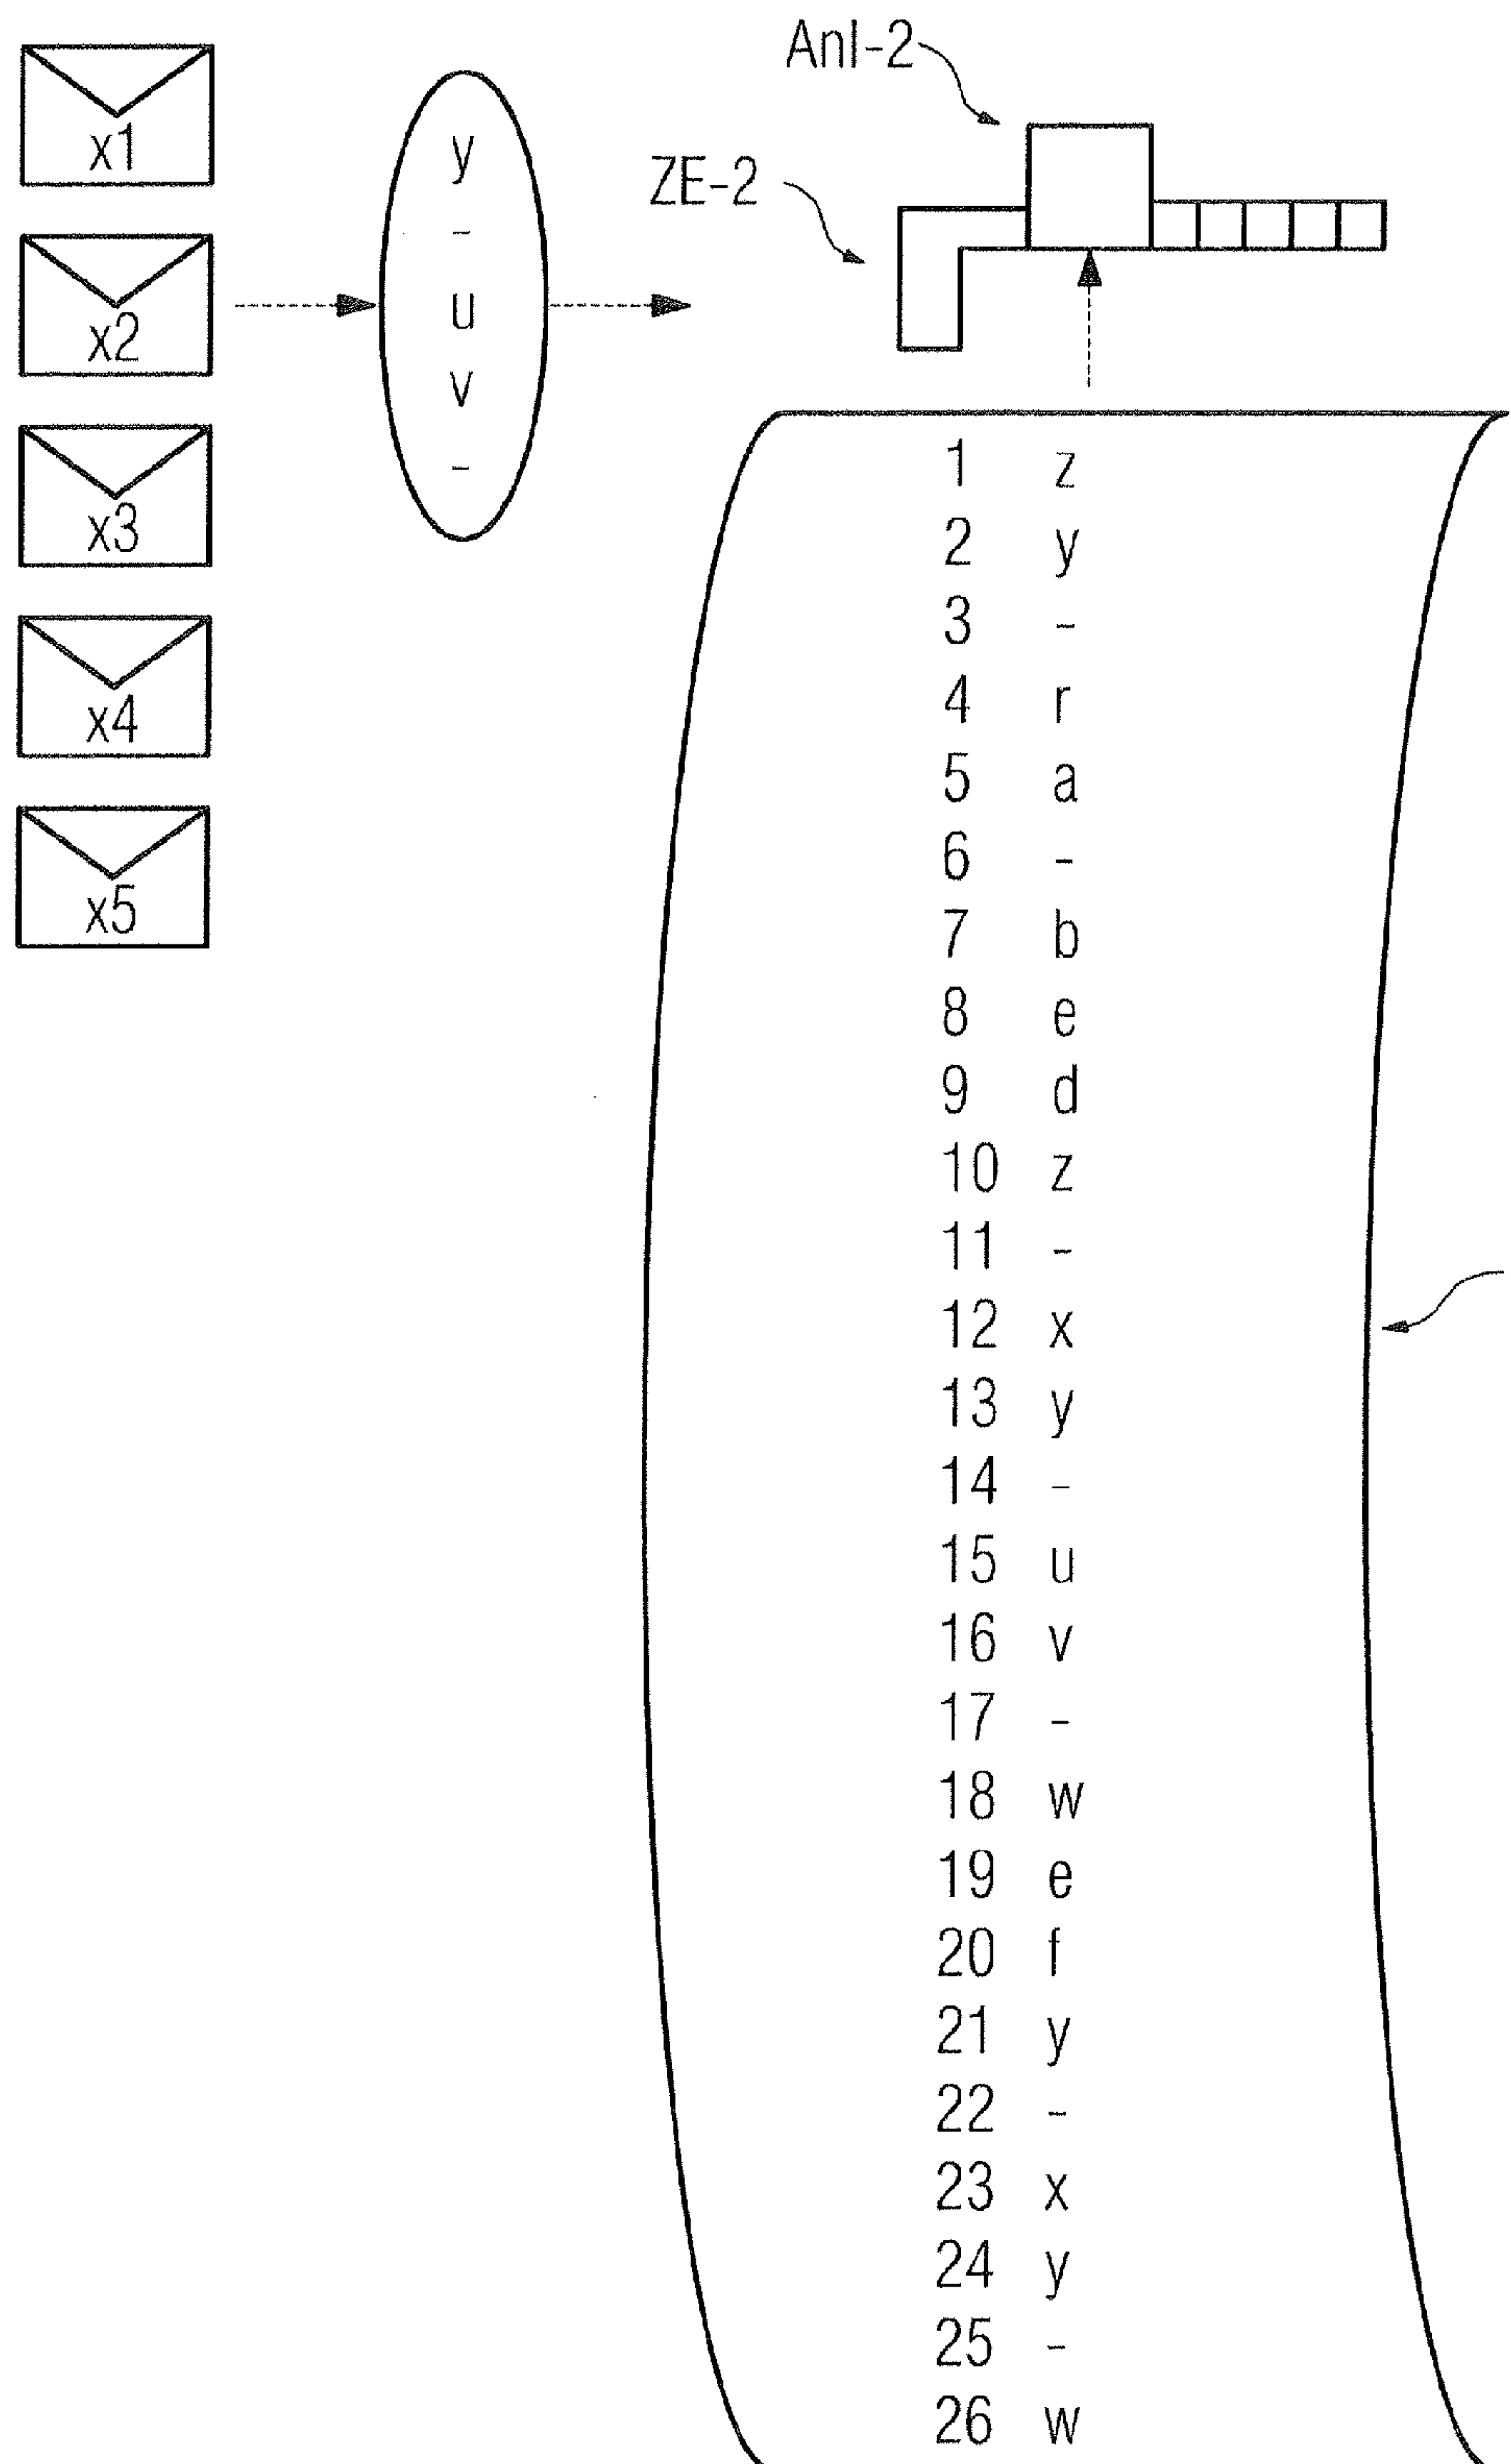 x1
x2
x3
x4
x5
y
-
u
v
-
AnI-2
ZE-2
1 z
2 y
3 -
4 r
5 a
6 -
7 b
8 e
9 d
10 z
11 -
12 x
13 y
14 -
15 u
16 v
17 -
18 w
19 e
20 f
21 y
22 -
23 x
24 y
25 -
26 w